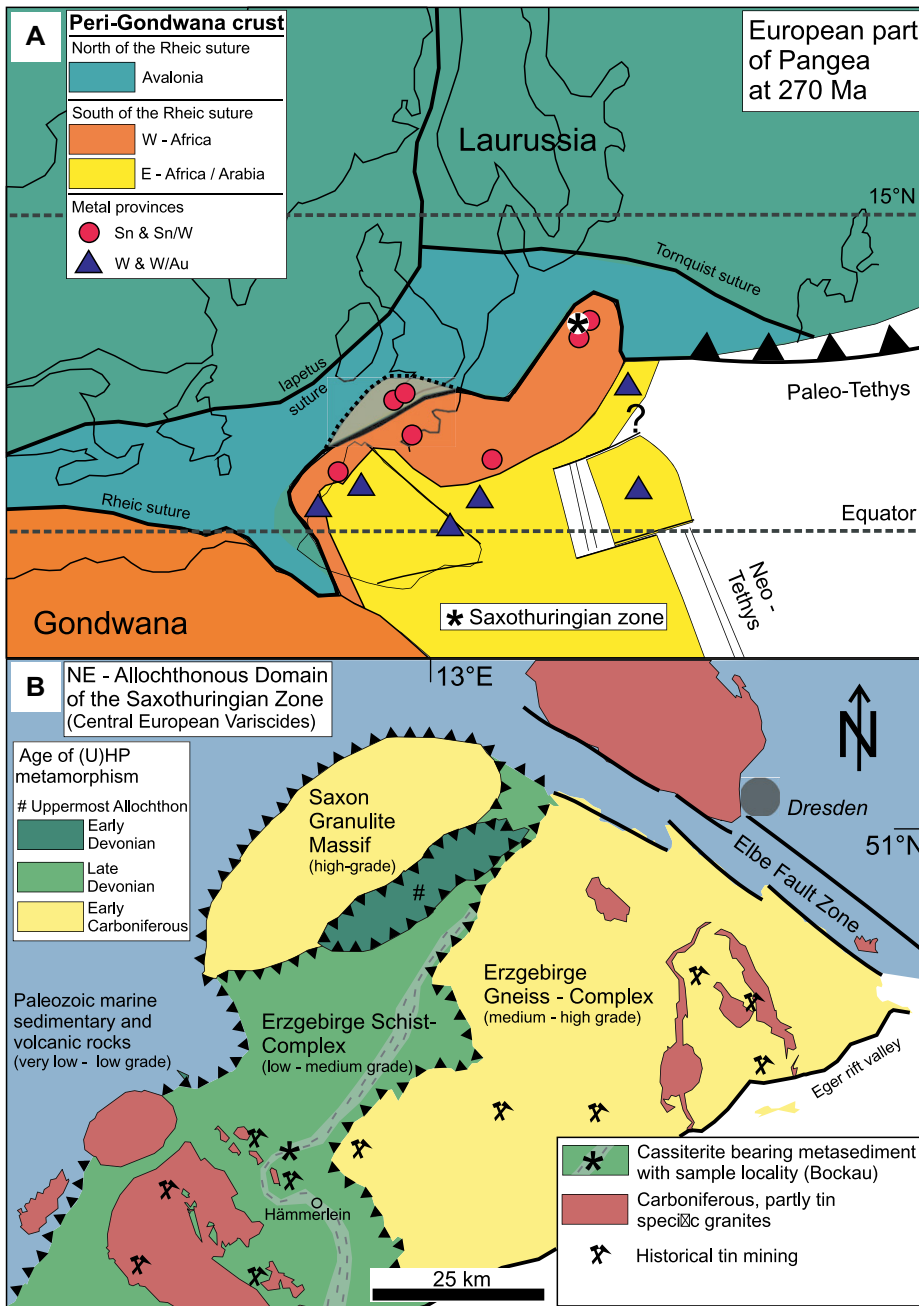 A
Peri-Gondwana crust
North of the Rheic suture
Avalonia
South of the Rheic suture
W - Africa
E - Africa / Arabia
Metal provinces
Sn & Sn/W
W & W/Au
European part
of Pangea
at 270 Ma
Laurussia
15°N
Tornquist suture
Iapetus
suture
Paleo-Tethys
?
Rheic suture
Equator
Neo -
Tethys
Gondwana
* Saxothuringian zone
B
NE - Allochthonous Domain
of the Saxothuringian Zone
(Central European Variscides)
13°E
N
Age of (U)HP
metamorphism
# Uppermost Allochthon
Early
Devonian
Late
Devonian
Early
Carboniferous
Saxon
Granulite
Massif
(high-grade)
#
Dresden
51°N
Elbe Fault Zone
Erzgebirge
Gneiss - Complex
(medium - high grade)
Paleozoic marine
sedimentary and
volcanic rocks
(very low - low grade)
Erzgebirge Schist-
Complex
(low - medium grade)
Eger rift valley
Hämmerlein
25 km
Cassiterite bearing metasediment
with sample locality (Bockau)
Carboniferous, partly tin
speci☒c granites
Historical tin mining